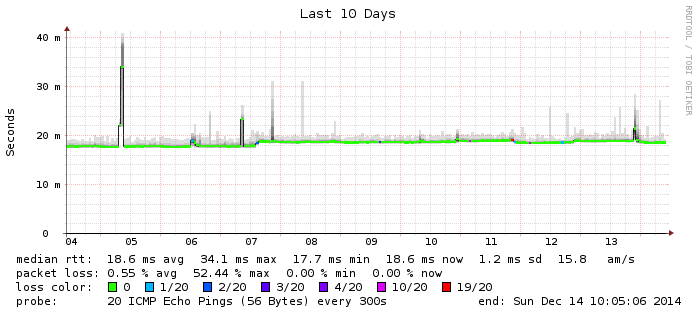 Last 10 Days
RRDTOOL / TOBI OETIKER
Seconds
40 m
30 m
20 m
10 m
0
04 05 06 07 08 09 10 11 12 13
median rtt: 18.6 ms avg 34.1 ms max 17.7 ms min 18.6 ms now 1.2 ms sd 15.8 am/s
packet loss: 0.55 % avg 52.44 % max 0.00 % min 0.00 % now
loss color: 0 1/20 2/20 3/20 4/20 10/20 19/20
probe: 20 ICMP Echo Pings (56 Bytes) every 300s end: Sun Dec 14 10:05:06 2014